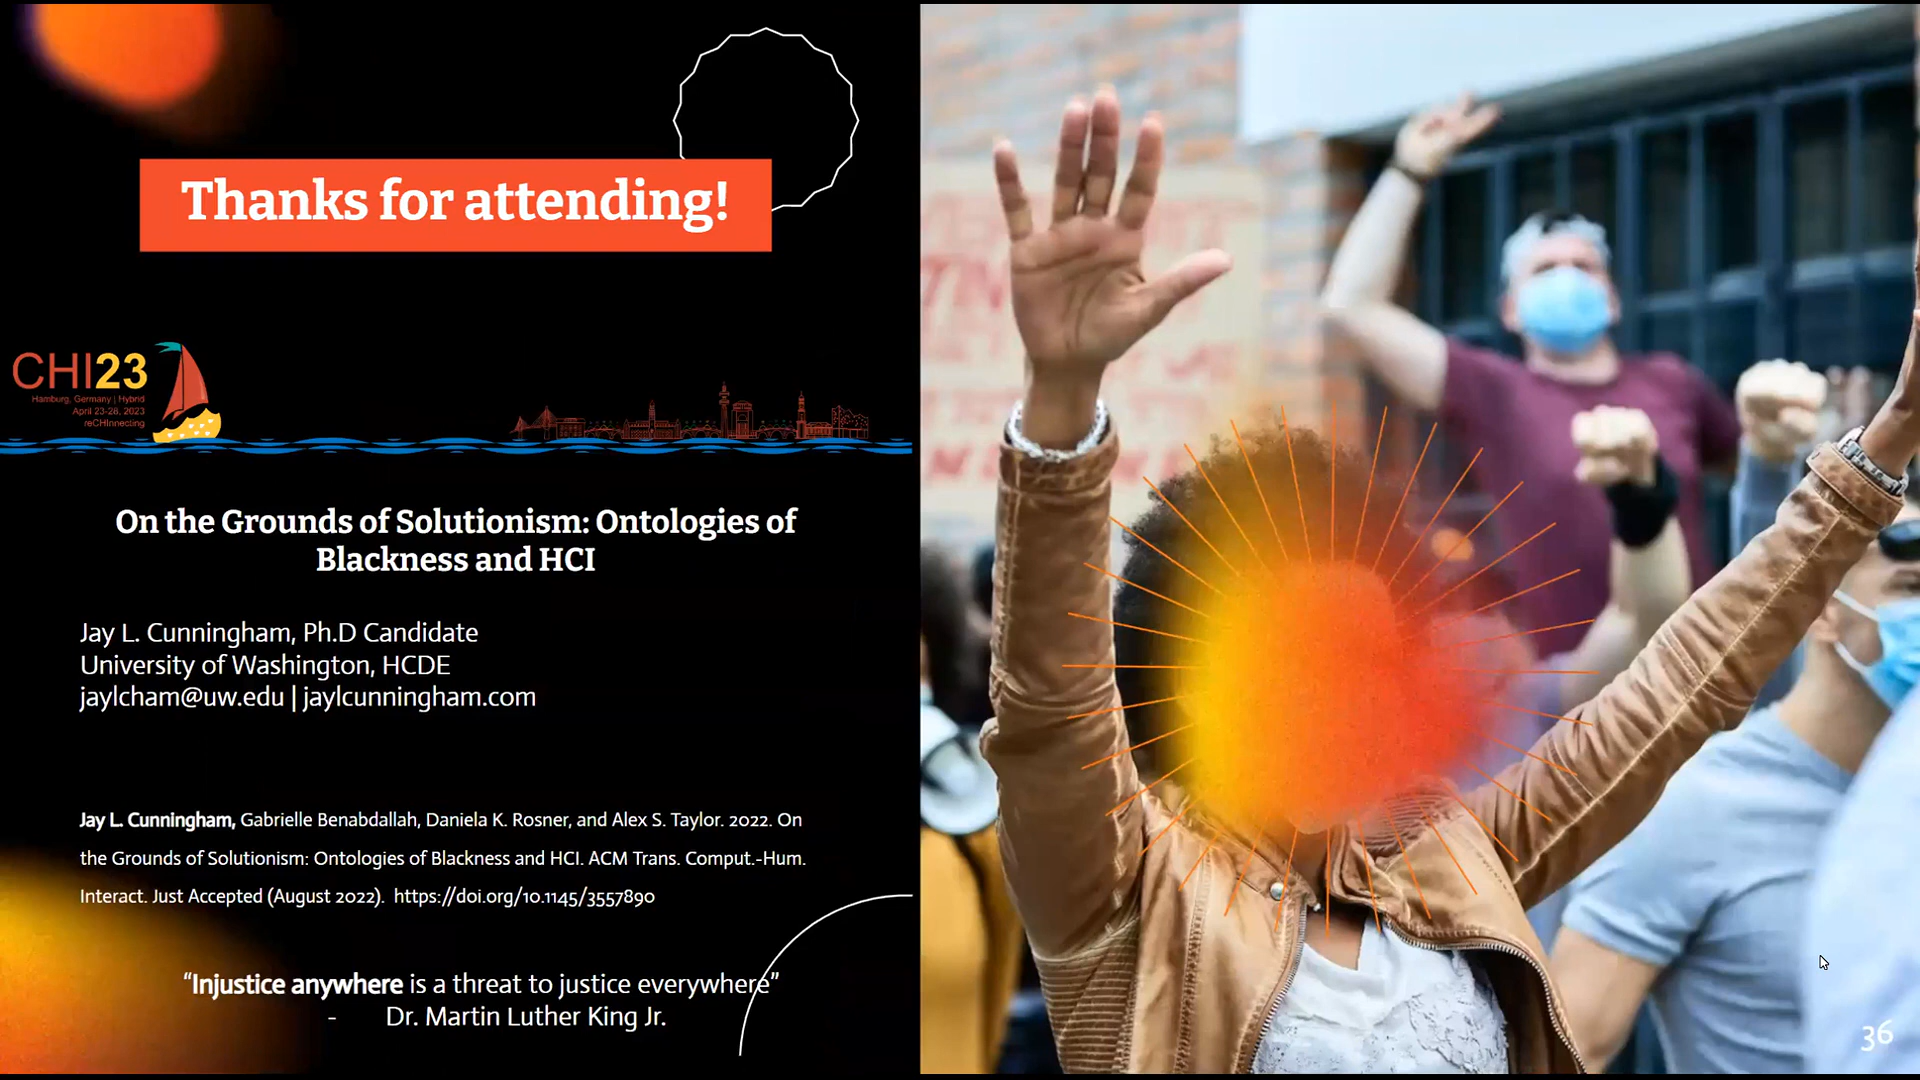 Thanks for attending!
CHI23
Hamburg, Germany | Hybrid
April 23-28, 2023
reCHInnecting
On the Grounds of Solutionism: Ontologies of
Blackness and HCI
Jay L. Cunningham, Ph.D Candidate
University of Washington, HCDE
jaylcham@uw.edu | jaylcunningham.com
Jay L. Cunningham, Gabrielle Benabdallah, Daniela K. Rosner, and Alex S. Taylor. 2022. On
the Grounds of Solutionism: Ontologies of Blackness and HCI. ACM Trans. Comput.-Hum.
Interact. Just Accepted (August 2022). https://doi.org/10.1145/3557890
“Injustice anywhere is a threat to justice everywhere”
- Dr. Martin Luther King Jr.
36